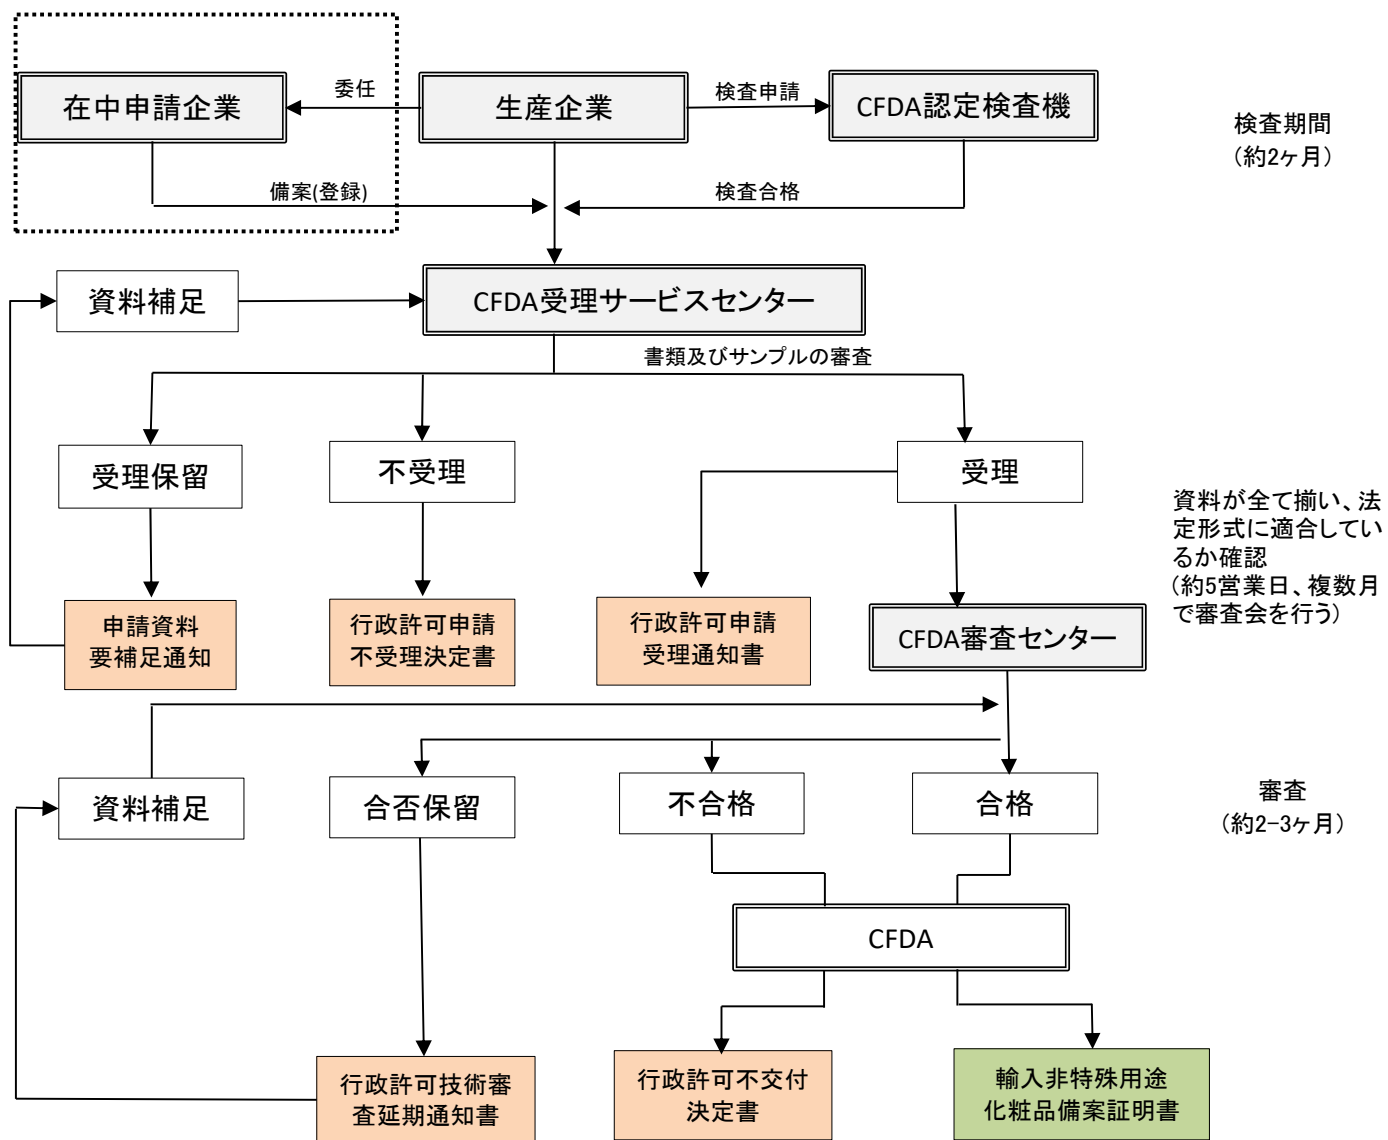 在中申請企業
委任
生産企業
検査申請
CFDA認定検査機
検査期間
(約2ヶ月)
備案(登録)
検査合格
資料補足
CFDA受理サービスセンター
書類及びサンプルの審査
受理保留
不受理
受理
資料が全て揃い、法
定形式に適合してい
るか確認
(約5営業日、複数月
で審査会を行う)
申請資料
要補足通知
行政許可申請
不受理決定書
行政許可申請
受理通知書
CFDA審査センター
資料補足
合否保留
不合格
合格
審査
(約2-3ヶ月)
CFDA
行政許可技術審
査延期通知書
行政許可不交付
決定書
輸入非特殊用途
化粧品備案証明書